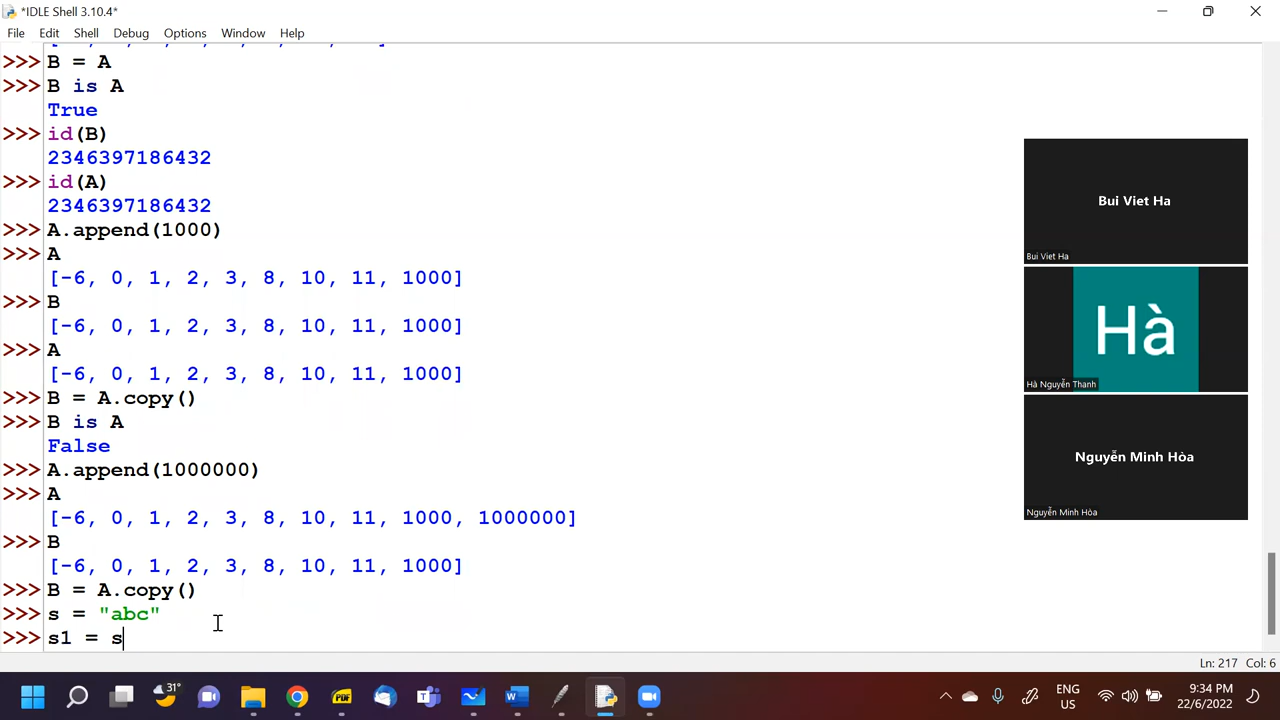 *IDLE Shell 3.10.4*
File Edit Shell Debug Options Window Help
>>> B = A
>>> B is A
True
>>> id(B)
2346397186432
>>> id(A)
2346397186432
>>> A.append(1000)
>>> A
[-6, 0, 1, 2, 3, 8, 10, 11, 1000]
>>> B
[-6, 0, 1, 2, 3, 8, 10, 11, 1000]
>>> A
[-6, 0, 1, 2, 3, 8, 10, 11, 1000]
>>> B = A.copy()
>>> B is A
False
>>> A.append(1000000)
>>> A
[-6, 0, 1, 2, 3, 8, 10, 11, 1000, 1000000]
>>> B
[-6, 0, 1, 2, 3, 8, 10, 11, 1000]
>>> B = A.copy()
>>> s = "abc"
>>> s1 = s
Bui Viet Ha
Bui Viet Ha
Hà
Hà Nguyễn Thanh
Nguyễn Minh Hòa
Nguyễn Minh Hòa
Ln: 217 Col: 6
31°
PDF
ENG
US
9:34 PM
22/6/2022